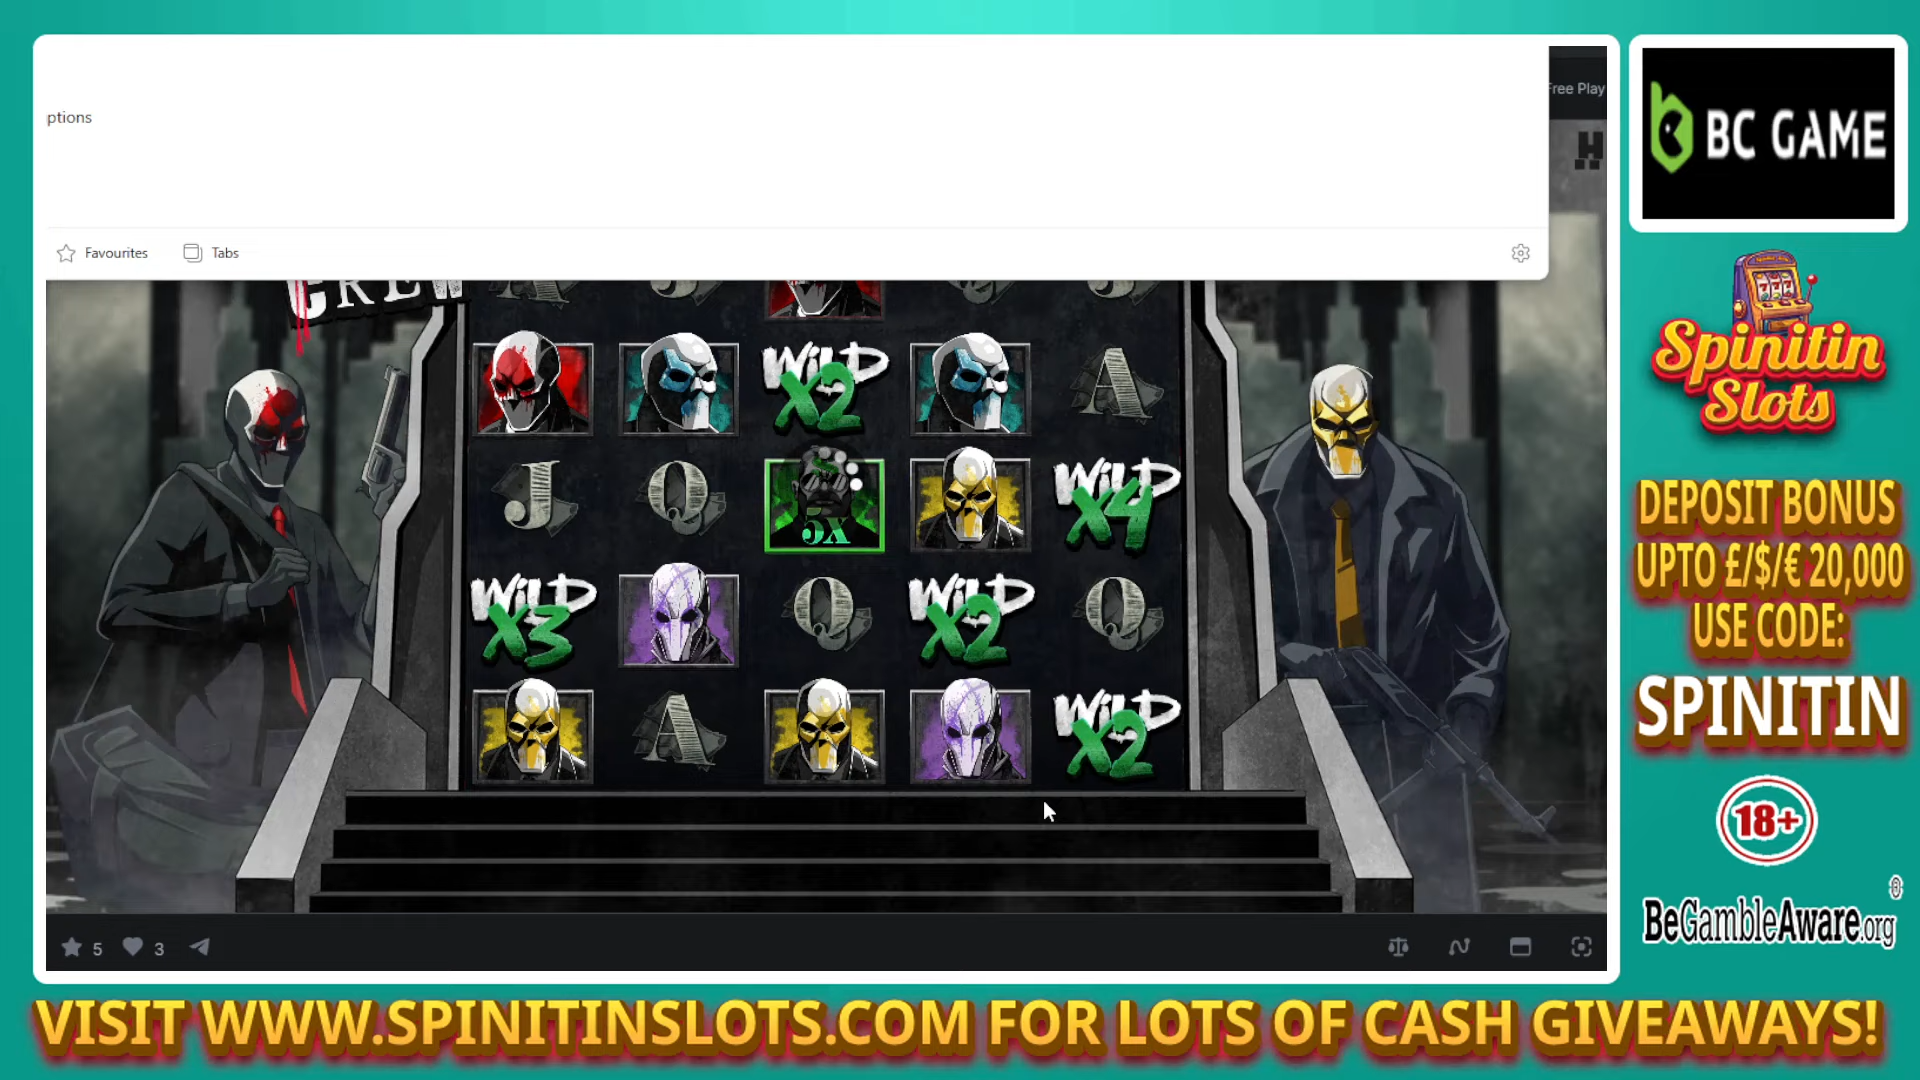 ptions
Free Play
Favourites
Tabs
CREW
WILD
X2
A
J
Q
5X
WILD
X4
WILD
X3
Q
WILD
X2
Q
A
WILD
X2
5
3
BC GAME
Spinitin
Slots
DEPOSIT BONUS
UPTO £/$/€ 20,000
USE CODE:
SPINITIN
18+
BeGambleAware.org
VISIT WWW.SPINITINSLOTS.COM FOR LOTS OF CASH GIVEAWAYS!